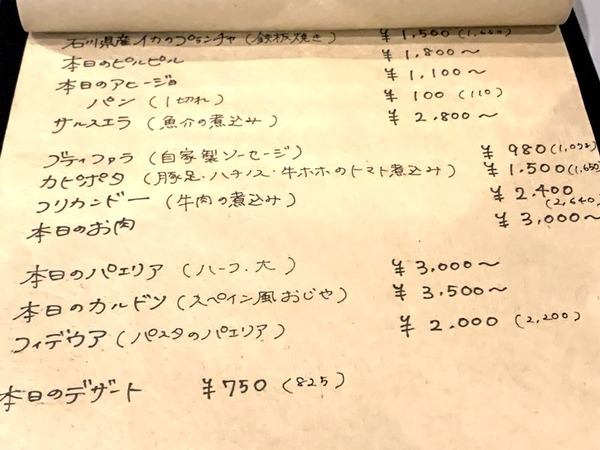 石川県産イカのプランチャ(鉄板焼き) ¥1,500(1,650)
本日のピルピル ¥1,800〜
本日のアヒージョ ¥1,100〜
パン(1切れ) ¥100(110)
サルスエラ(魚介の煮込み) ¥2.800〜
ブティファラ(自家製ソーセージ) ¥980(1,078)
カピポタ(豚足・ハチノス・牛ホホのトマト煮込み) ¥1.500(1,650)
フリカンドー(牛肉の煮込み) ¥2.400(2,640)
本日のお肉 ¥3,000〜
本日のパエリア(ハーフ.大) ¥3,000〜
本日のカルドソ(スペイン風おじや) ¥3,500〜
フィデウア(パスタのパエリア) ¥2.000(2,200)
本日のデザート ¥750(825)